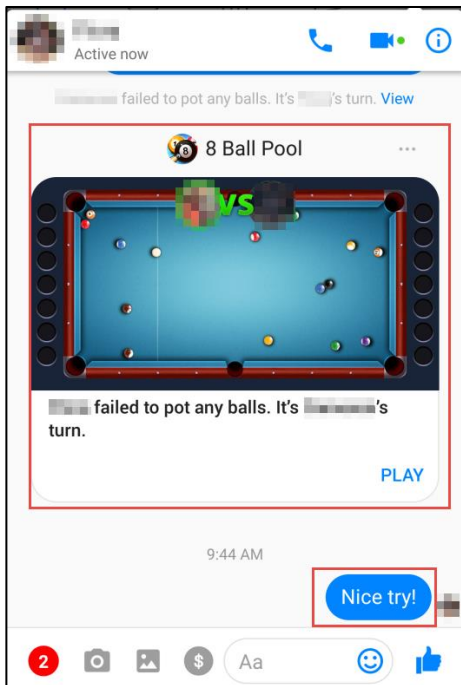 Active now
failed to pot any balls. It's 's turn. View
8 Ball Pool
VS
failed to pot any balls. It's 's
turn.
PLAY
9:44 AM
Nice try!
2
$
Aa